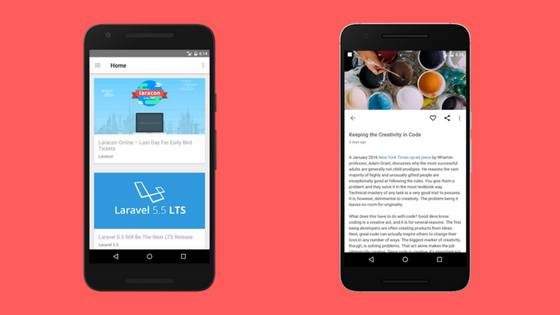 6:14
Home
laracon
Laracon Online – Last Day For Early Bird
Tickets
Laracon
Laravel 5.5 LTS
Laravel 5.5 Will Be The Next LTS Release
Laravel 5.5
Keeping the Creativity in Code
5 days ago
A January 2016 New York Times op-ed piece by Wharton
professor, Adam Grant, discusses why the most successful
adults are generally not child prodigies. He reasons the vast
majority of highly and unusually gifted people are
exceptionally good at following the rules. You give them a
problem and they solve it in the most textbook way.
Technical mastery of any task is a very good trait to possess.
It is, however, detrimental to creativity. The problem being it
leaves no room for originality.
What does this have to do with code? Good devs know
coding is a creative act, and it is for several reasons. The first
being developers are often creating products from ideas.
Next, great code can actually inspire others to change their
lives in any number of ways. The biggest marker of creativity,
though, is solving problems. That act alone makes the job